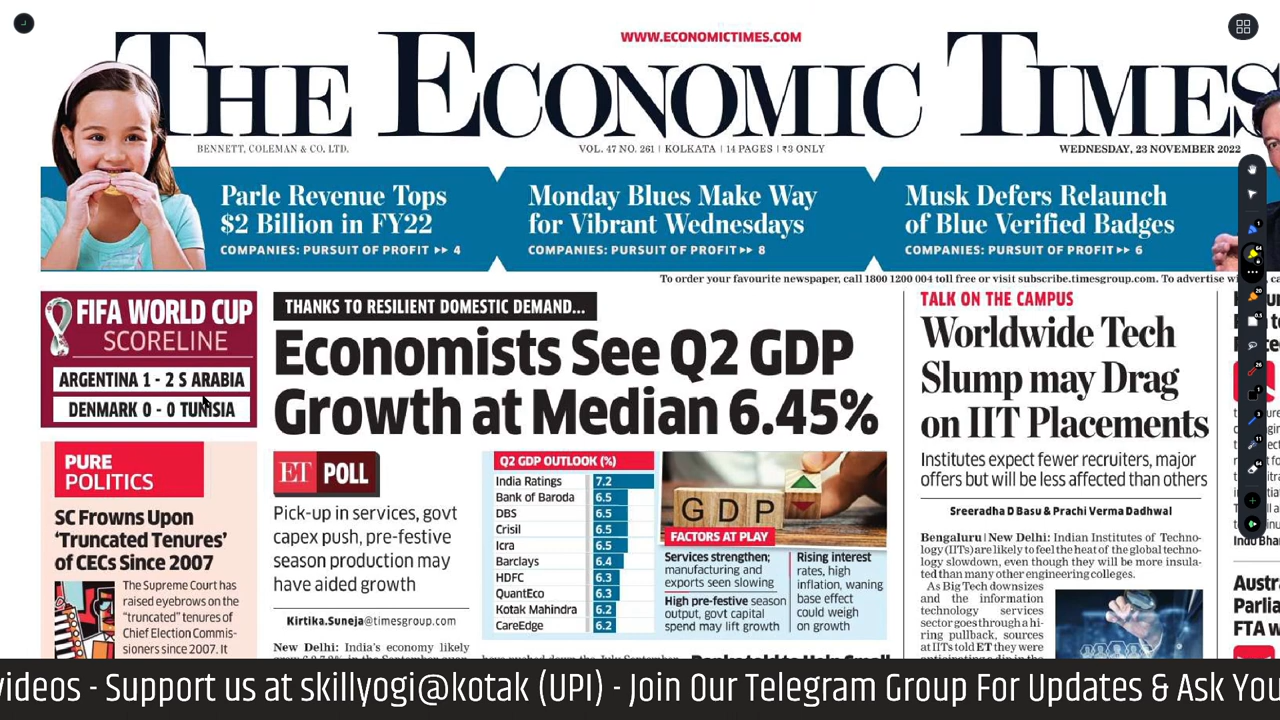 WWW.ECONOMICTIMES.COM
THE ECONOMIC TIMES
BENNETT, COLEMAN & CO. LTD.
VOL. 47 NO. 261 | KOLKATA | 14 PAGES | ₹3 ONLY
WEDNESDAY, 23 NOVEMBER 2022
Parle Revenue Tops
$2 Billion in FY22
COMPANIES: PURSUIT OF PROFIT ▸▸ 4
Monday Blues Make Way
for Vibrant Wednesdays
COMPANIES: PURSUIT OF PROFIT ▸▸ 8
Musk Defers Relaunch
of Blue Verified Badges
COMPANIES: PURSUIT OF PROFIT ▸▸ 6
To order your favourite newspaper, call 1800 1200 004 toll free or visit subscribe.timesgroup.com. To advertise
FIFA WORLD CUP
SCORELINE
ARGENTINA 1 - 2 S ARABIA
DENMARK 0 - 0 TUNISIA
PURE
POLITICS
SC Frowns Upon
‘Truncated Tenures’
of CECs Since 2007
The Supreme Court has
raised eyebrows on the
“truncated” tenures of
Chief Election Commis-
sioners since 2007. It
THANKS TO RESILIENT DOMESTIC DEMAND...
Economists See Q2 GDP
Growth at Median 6.45%
ET POLL
Pick-up in services, govt
capex push, pre-festive
season production may
have aided growth
Kirtika.Suneja@timesgroup.com
New Delhi: India’s economy likely
Q2 GDP OUTLOOK (%)
India Ratings 7.2
Bank of Baroda 6.5
DBS 6.5
Crisil 6.5
Icra 6.5
Barclays 6.4
HDFC 6.3
QuantEco 6.3
Kotak Mahindra 6.2
CareEdge 6.2
GDP
FACTORS AT PLAY
Services strengthen;
manufacturing and
exports seen slowing
High pre-festive season
output, govt capital
spend may lift growth
Rising interest
rates, high
inflation, waning
base effect
could weigh
on growth
TALK ON THE CAMPUS
Worldwide Tech
Slump may Drag
on IIT Placements
Institutes expect fewer recruiters, major
offers but will be less affected than others
Sreeradha D Basu & Prachi Verma Dadhwal
Bengaluru | New Delhi: Indian Institutes of Techno-
logy (IITs) are likely to feel the heat of the global techno-
logy slowdown, even though they will be more insula-
ted than many other engineering colleges.
As Big Tech downsizes
and the information
technology services
sector goes through a hi-
ring pullback, sources
at IITs told ET they were
FTA
videos - Support us at skillyogi@kotak (UPI) - Join Our Telegram Group For Updates & Ask You